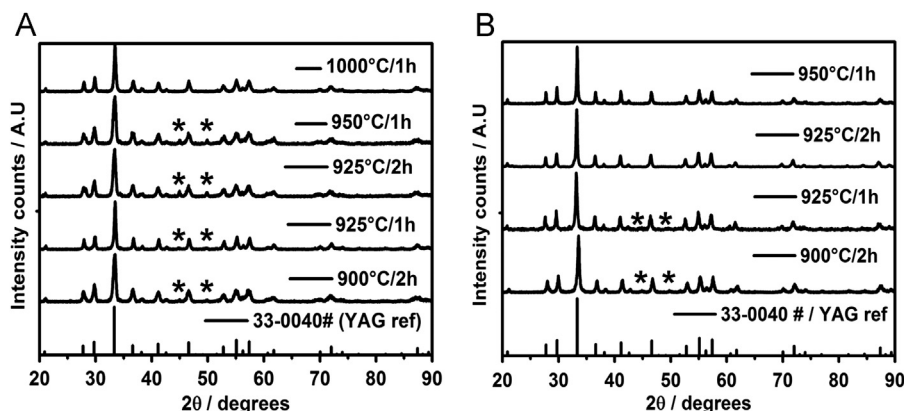 A
Intensity counts / A.U
1000°C/1h
* *
950°C/1h
* *
925°C/2h
* *
925°C/1h
* *
900°C/2h
33-0040# (YAG ref)
20 30 40 50 60 70 80 90
2θ / degrees
B
Intensity counts / A.U
950°C/1h
925°C/2h
925°C/1h
* *
900°C/2h
* *
33-0040 # / YAG ref
20 30 40 50 60 70 80 90
2θ / degrees